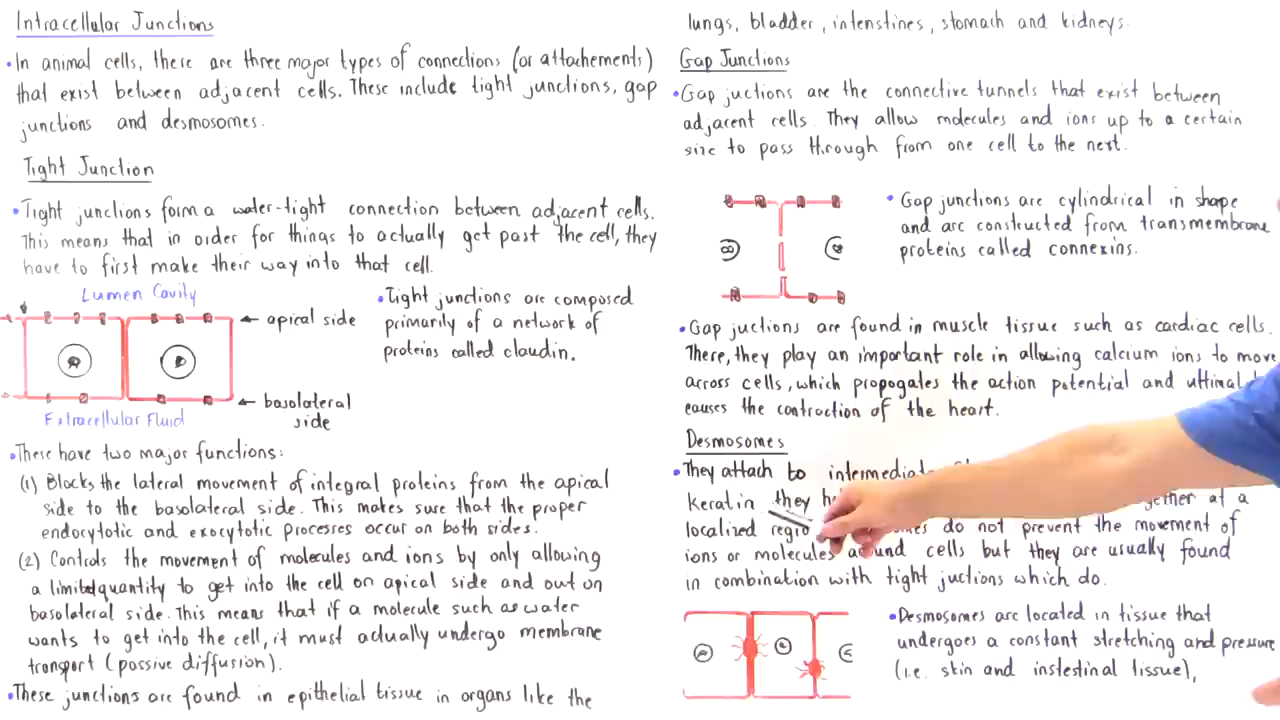 Intracellular Junctions
• In animal cells, there are three major types of connections (or attachements)
that exist between adjacent cells. These include tight junctions, gap
junctions and desmosomes.
Tight Junction
• Tight junctions form a water-tight connection between adjacent cells.
This means that in order for things to actually get past the cell, they
have to first make their way into that cell.
Lumen Cavity
apical side
basolateral
side
Extracellular Fluid
• Tight junctions are composed
primarily of a network of
proteins called claudin.
• These have two major functions:
(1) Blocks the lateral movement of integral proteins from the apical
side to the basolateral side. This makes sure that the proper
endocytotic and exocytotic processes occur on both sides.
(2) Controls the movement of molecules and ions by only allowing
a limited quantity to get into the cell on apical side and out on
basolateral side. This means that if a molecule such as water
wants to get into the cell, it must actually undergo membrane
transport (passive diffusion).
• These junctions are found in epithelial tissue in organs like the
lungs, bladder, intenstines, stomach and kidneys.
Gap Junctions
• Gap juctions are the connective tunnels that exist between
adjacent cells. They allow molecules and ions up to a certain
size to pass through from one cell to the next.
• Gap junctions are cylindrical in shape
and are constructed from transmembrane
proteins called connexins.
• Gap juctions are found in muscle tissue such as cardiac cells.
There, they play an important role in allowing calcium ions to move
across cells, which propogates the action potential and
causes the contraction of the heart.
Desmosomes
• They attach to
Keratin they at a
localized do not prevent the movement of
ions or molecules around cells but they are usually found
in combination with tight juctions which do.
• Desmosomes are located in tissue that
undergoes a constant stretching and pressure
(i.e. skin and instestinal tissue),